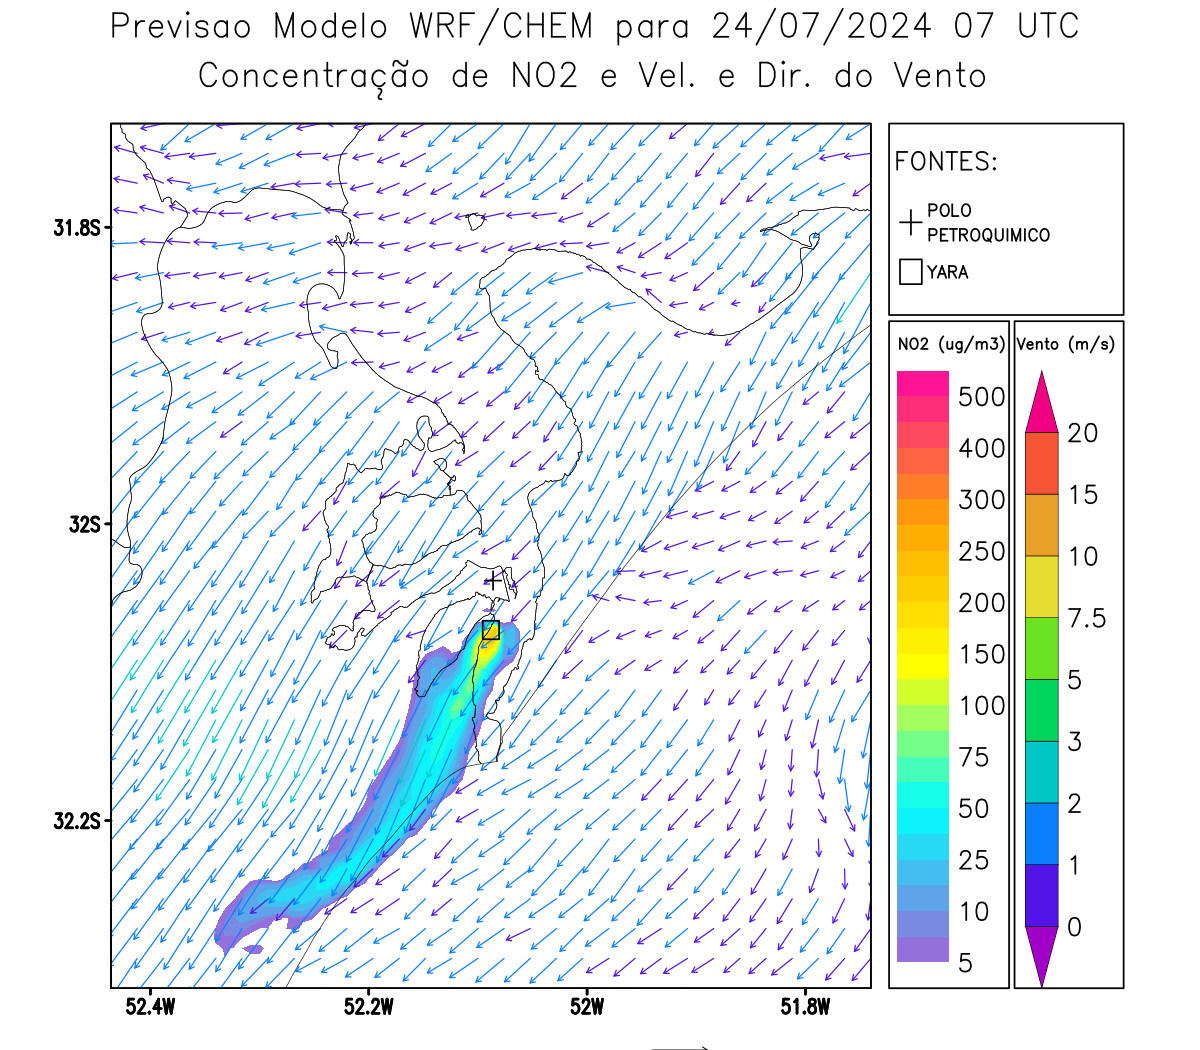 Previsao Modelo WRF/CHEM para 24/07/2024 07 UTC
Concentração de NO2 e Vel. e Dir. do Vento
FONTES:
POLO
PETROQUIMICO
YARA
NO2 (ug/m3)
500
400
300
250
200
150
100
75
50
25
10
5
Vento (m/s)
20
15
10
7.5
5
3
2
1
0
31.8S
32S
32.2S
52.4W
52.2W
52W
51.8W